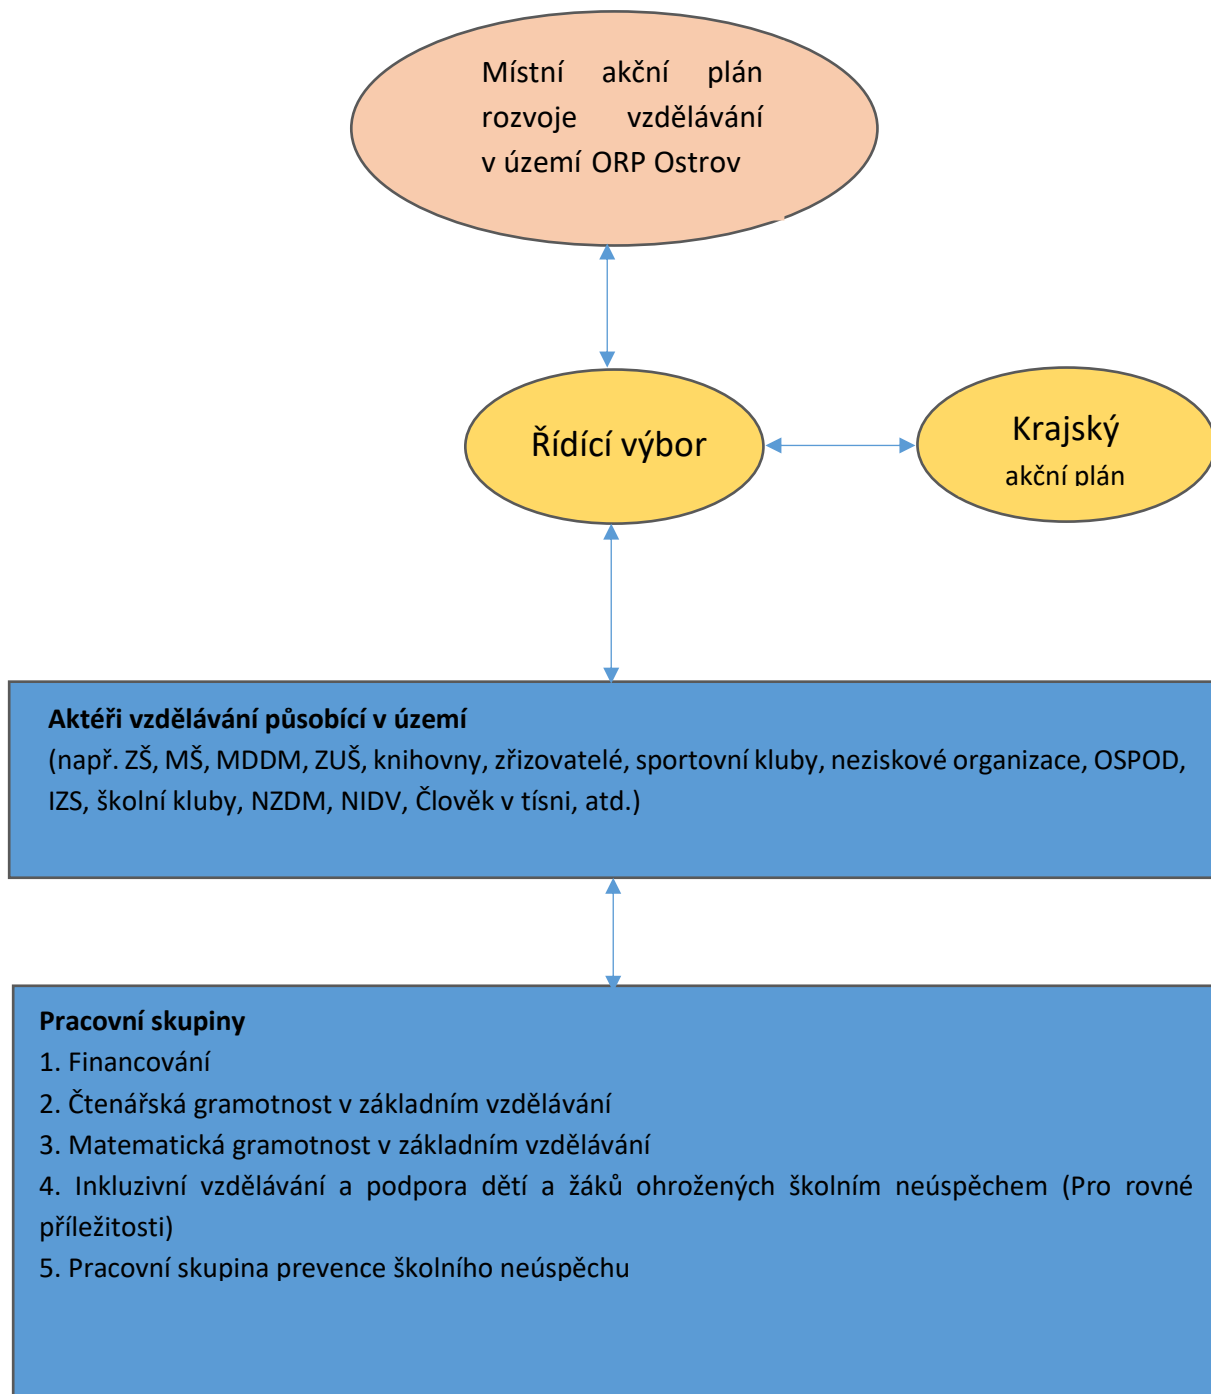 Místní akční plán
rozvoje vzdělávání
v území ORP Ostrov
Řídící výbor
Krajský
akční plán
Aktéři vzdělávání působící v území
(např. ZŠ, MŠ, MDDM, ZUŠ, knihovny, zřizovatelé, sportovní kluby, neziskové organizace, OSPOD,
IZS, školní kluby, NZDM, NIDV, Člověk v tísni, atd.)
Pracovní skupiny
1. Financování
2. Čtenářská gramotnost v základním vzdělávání
3. Matematická gramotnost v základním vzdělávání
4. Inkluzivní vzdělávání a podpora dětí a žáků ohrožených školním neúspěchem (Pro rovné
příležitosti)
5. Pracovní skupina prevence školního neúspěchu